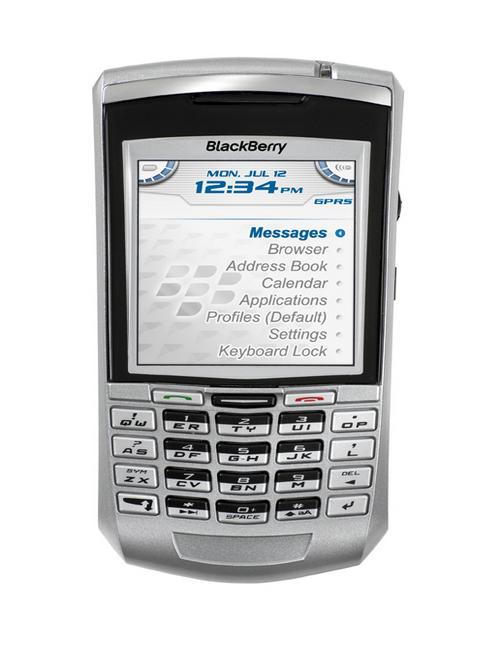 BlackBerry
MON, JUL 12
12:34 PM
GPRS
Messages
Browser
Address Book
Calendar
Applications
Profiles (Default)
Settings
Keyboard Lock
! QW 1 ER 2 TY 3 UI . OP
? AS 4 DF 5 GH 6 JK ' L
SYM ZX 7 CV 8 BN 9 M DEL
* 0 + SPACE # aA